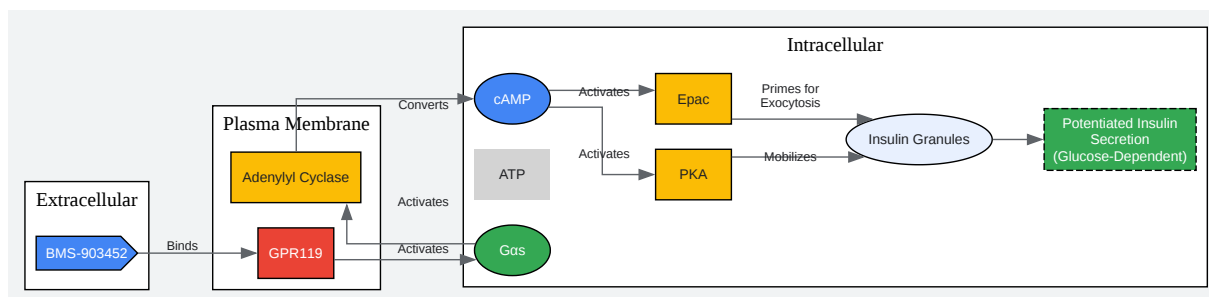 Extracellular
BMS-903452
Binds
Plasma Membrane
Adenylyl Cyclase
GPR119
Converts
Activates
Activates
Intracellular
cAMP
ATP
Gαs
Activates
Activates
Epac
PKA
Primes for
Exocytosis
Mobilizes
Insulin Granules
Potentiated Insulin
Secretion
(Glucose-Dependent)